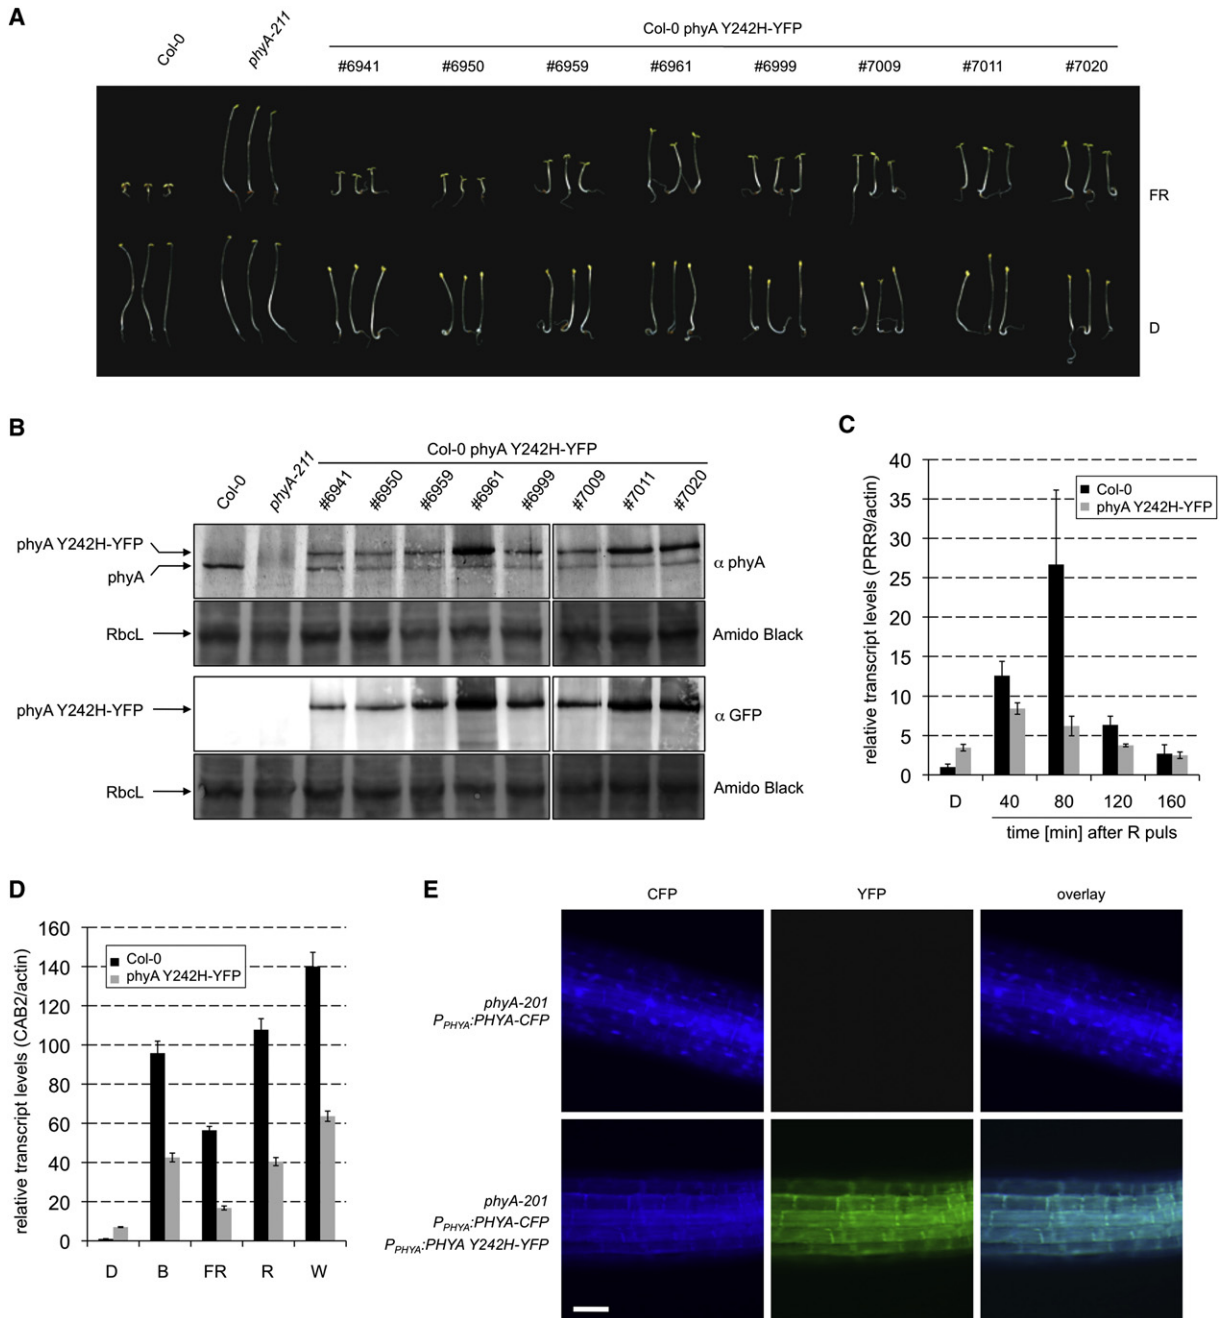 A
Col-0
phyA-211
Col-0 phyA Y242H-YFP
#6941 #6950 #6959 #6961 #6999 #7009 #7011 #7020
FR
D
B
Col-0 phyA Y242H-YFP
Col-0 phyA-211 #6941 #6950 #6959 #6961 #6999 #7009 #7011 #7020
phyA Y242H-YFP
phyA
α phyA
RbcL
Amido Black
phyA Y242H-YFP
α GFP
RbcL
Amido Black
C
relative transcript levels (PRR9/actin)
40
35
30
25
20
15
10
5
0
Col-0
phyA Y242H-YFP
D 40 80 120 160
time [min] after R puls
D
relative transcript levels (CAB2/actin)
160
140
120
100
80
60
40
20
0
Col-0
phyA Y242H-YFP
D B FR R W
E
CFP YFP overlay
phyA-201
PPHYA:PHYA-CFP
phyA-201
PPHYA:PHYA-CFP
PPHYA:PHYA Y242H-YFP